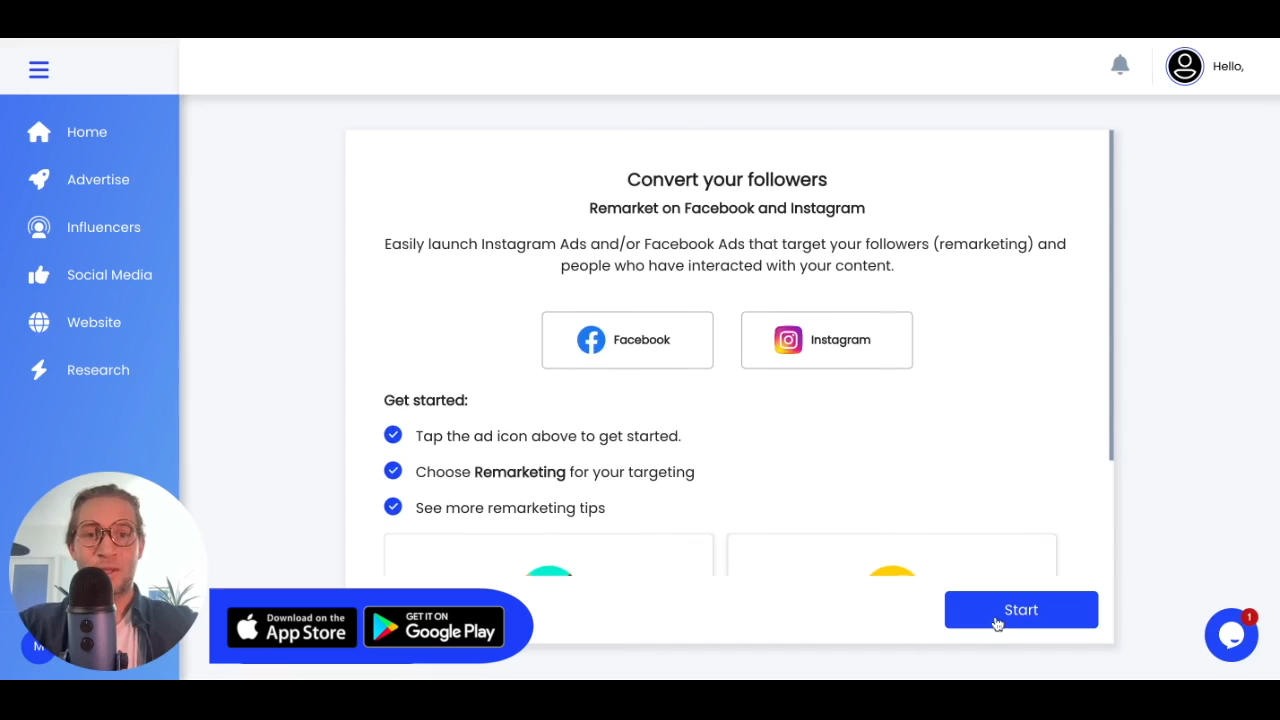 Hello,
Home
Advertise
Influencers
Social Media
Website
Research
Convert your followers
Remarket on Facebook and Instagram
Easily launch Instagram Ads and/or Facebook Ads that target your followers (remarketing) and
people who have interacted with your content.
Facebook
Instagram
Get started:
Tap the ad icon above to get started.
Choose Remarketing for your targeting
See more remarketing tips
Start
M
Download on the
App Store
GET IT ON
Google Play
1